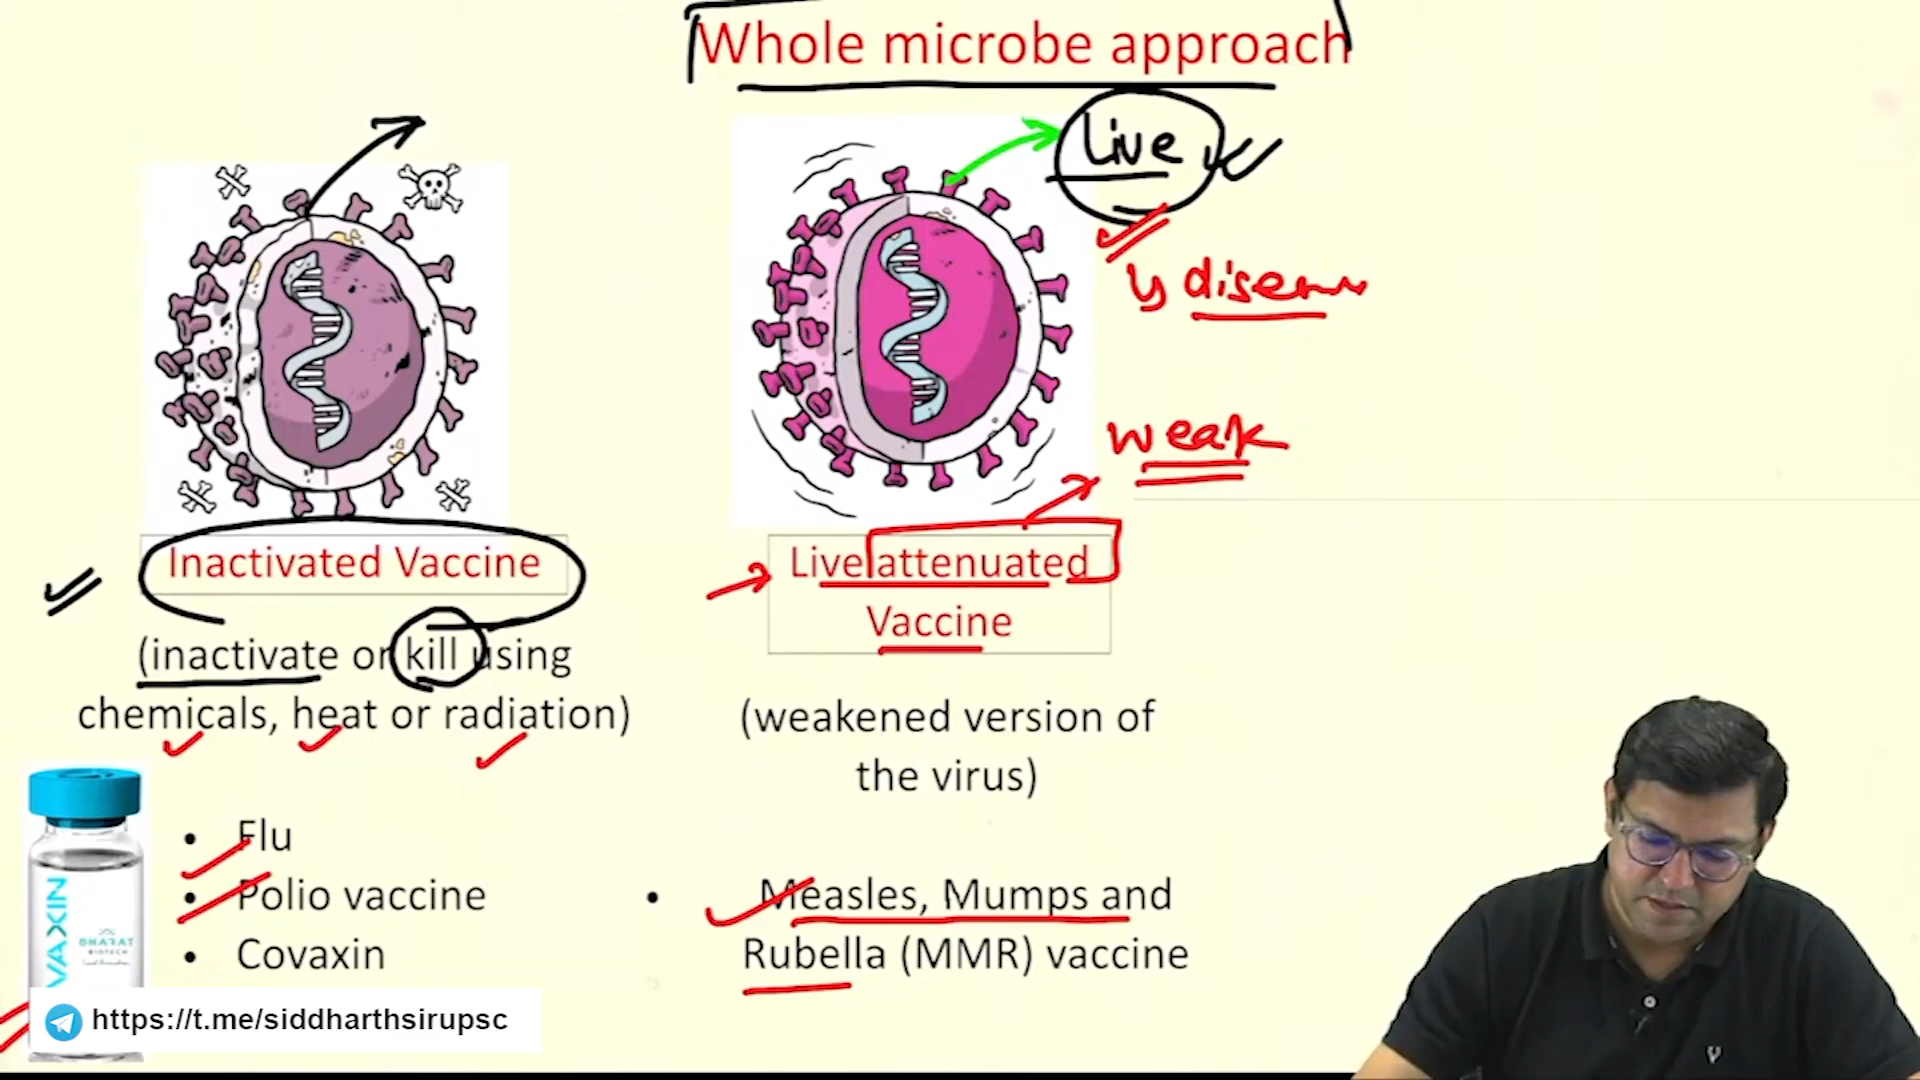 Whole microbe approach
Live
disease
weak
Inactivated Vaccine
(inactivate or kill using
chemicals, heat or radiation)
• Flu
• Polio vaccine
• Covaxin
Live attenuated
Vaccine
(weakened version of
the virus)
• Measles, Mumps and
Rubella (MMR) vaccine
VAXIN
BHARAT
BIOTECH
https://t.me/siddharthsirupsc